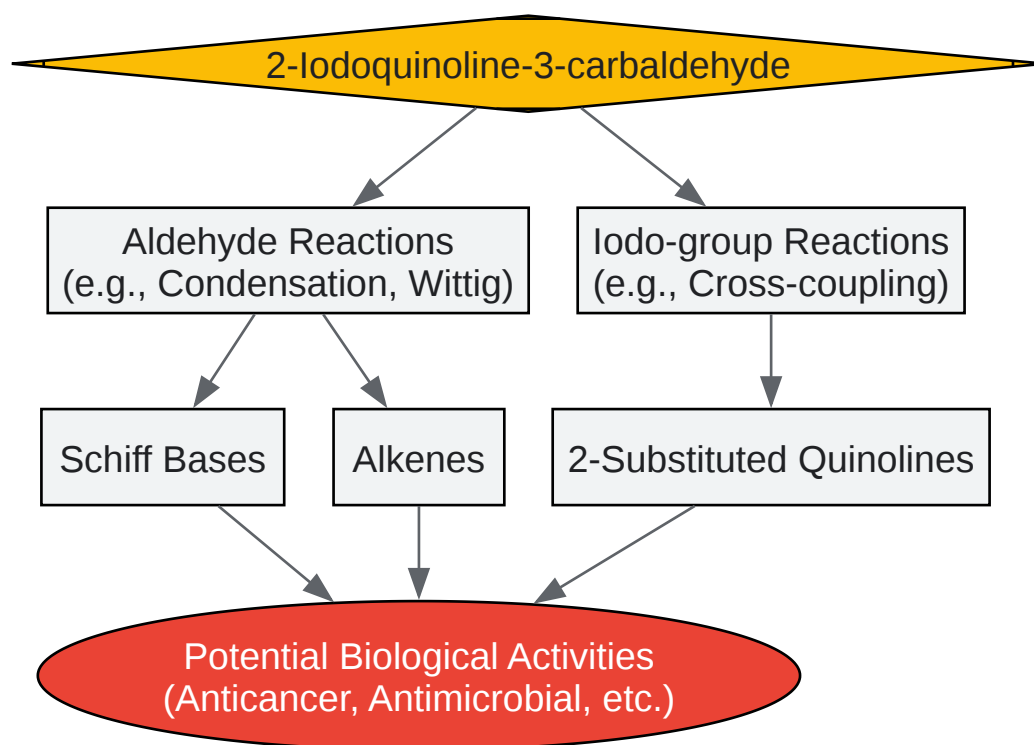 2-Iodoquinoline-3-carbaldehyde
Aldehyde Reactions
(e.g., Condensation, Wittig)
Iodo-group Reactions
(e.g., Cross-coupling)
Schiff Bases
Alkenes
2-Substituted Quinolines
Potential Biological Activities
(Anticancer, Antimicrobial, etc.)